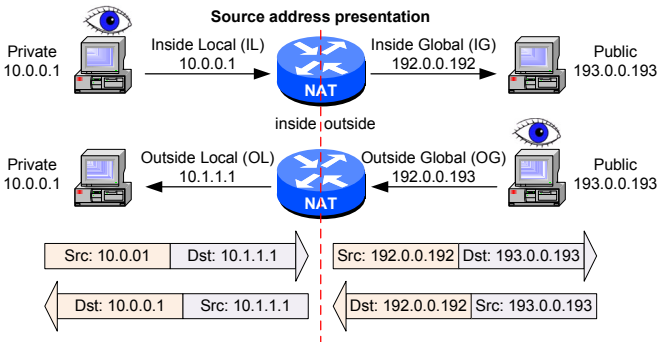 Source address presentation
Private
10.0.0.1
Inside Local (IL)
10.0.0.1
NAT
Inside Global (IG)
192.0.0.192
Public
193.0.0.193
inside outside
Private
10.0.0.1
Outside Local (OL)
10.1.1.1
NAT
Outside Global (OG)
192.0.0.193
Public
193.0.0.193
Src: 10.0.01 Dst: 10.1.1.1 Src: 192.0.0.192 Dst: 193.0.0.193
Dst: 10.0.0.1 Src: 10.1.1.1 Dst: 192.0.0.192 Src: 193.0.0.193